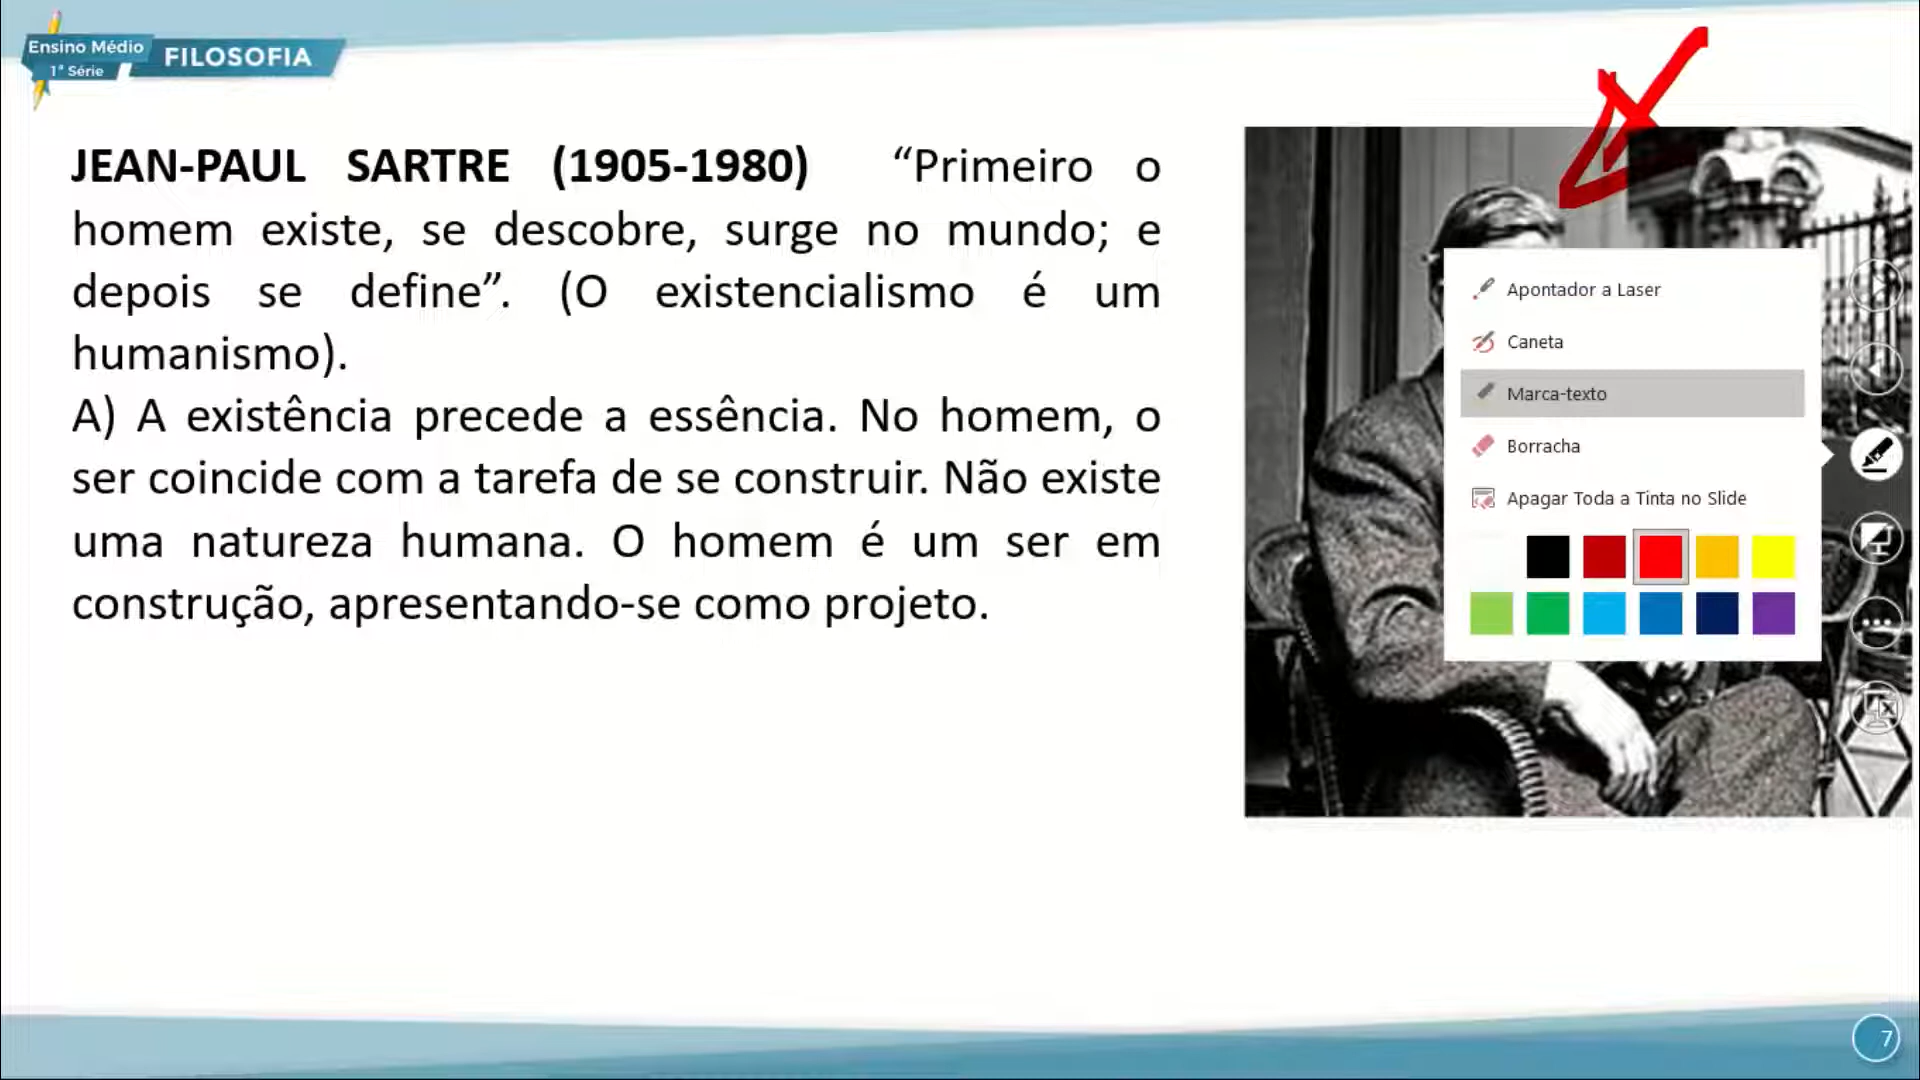 Ensino Médio
1ª Série
FILOSOFIA
JEAN-PAUL SARTRE (1905-1980) “Primeiro o
homem existe, se descobre, surge no mundo; e
depois se define”. (O existencialismo é um
humanismo).
A) A existência precede a essência. No homem, o
ser coincide com a tarefa de se construir. Não existe
uma natureza humana. O homem é um ser em
construção, apresentando-se como projeto.
Apontador a Laser
Caneta
Marca-texto
Borracha
Apagar Toda a Tinta no Slide
7